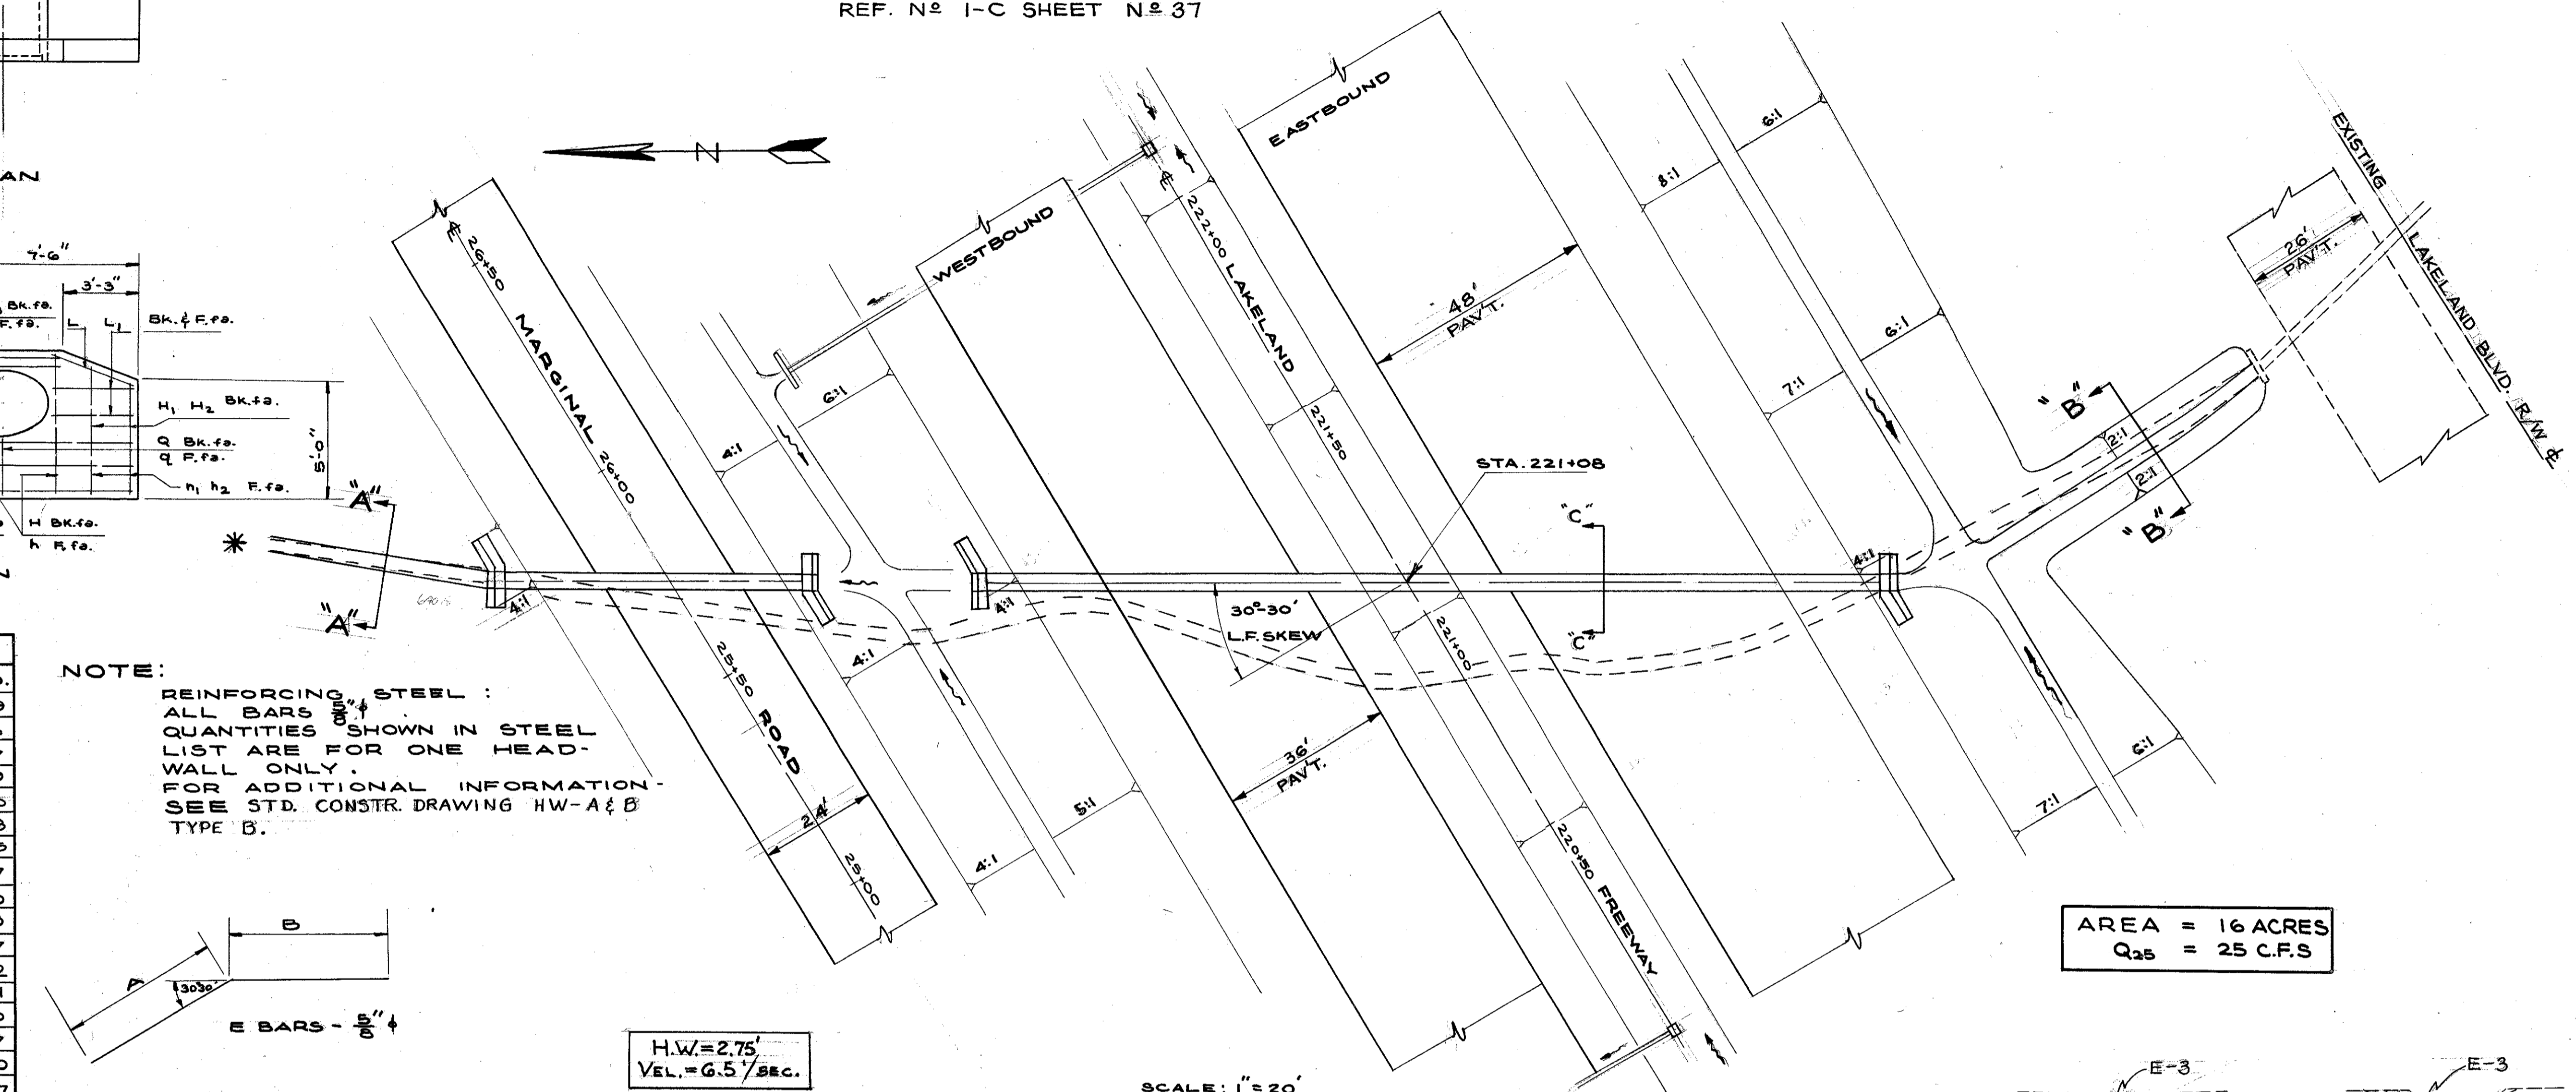 REF. Nº 1-C SHEET Nº 37
AN
7'-6"
3'-3"
Bk.fa.
F.fa.
L
L1
Bk. & F.fa.
H1 H2 Bk.fa.
Q Bk.fa.
q F.fa.
h1 h2 F.fa.
H Bk.fa.
h F.fa.
5'-0"
N
26+50
MARGINAL
26+00
25+50
ROAD
25+00
24'
WESTBOUND
EASTBOUND
222+00
LAKELAND
221+50
221+00
220+50
FREEWAY
48'
PAV'T.
36'
PAV'T.
26'
PAV'T.
EXISTING
LAKELAND BLVD. R/W ⅊
STA. 221+08
30°-30'
L.F. SKEW
"A"
"A"
"B"
"B"
"C"
"C"
6:1
4:1
4:1
4:1
4:1
4:1
5:1
4:1
8:1
6:1
7:1
6:1
2:1
2:1
7:1
6:1
NOTE:
REINFORCING STEEL :
ALL BARS 5/8" ϕ .
QUANTITIES SHOWN IN STEEL
LIST ARE FOR ONE HEAD-
WALL ONLY.
FOR ADDITIONAL INFORMATION -
SEE STD. CONSTR. DRAWING HW-A & B
TYPE B.
A
B
30°30'
E BARS - 5/8" ϕ
H.W.=2.75'
VEL.=6.5'/SEC.
AREA = 16 ACRES
Q25 = 25 C.F.S
SCALE: 1"=20'
E-3
E-3